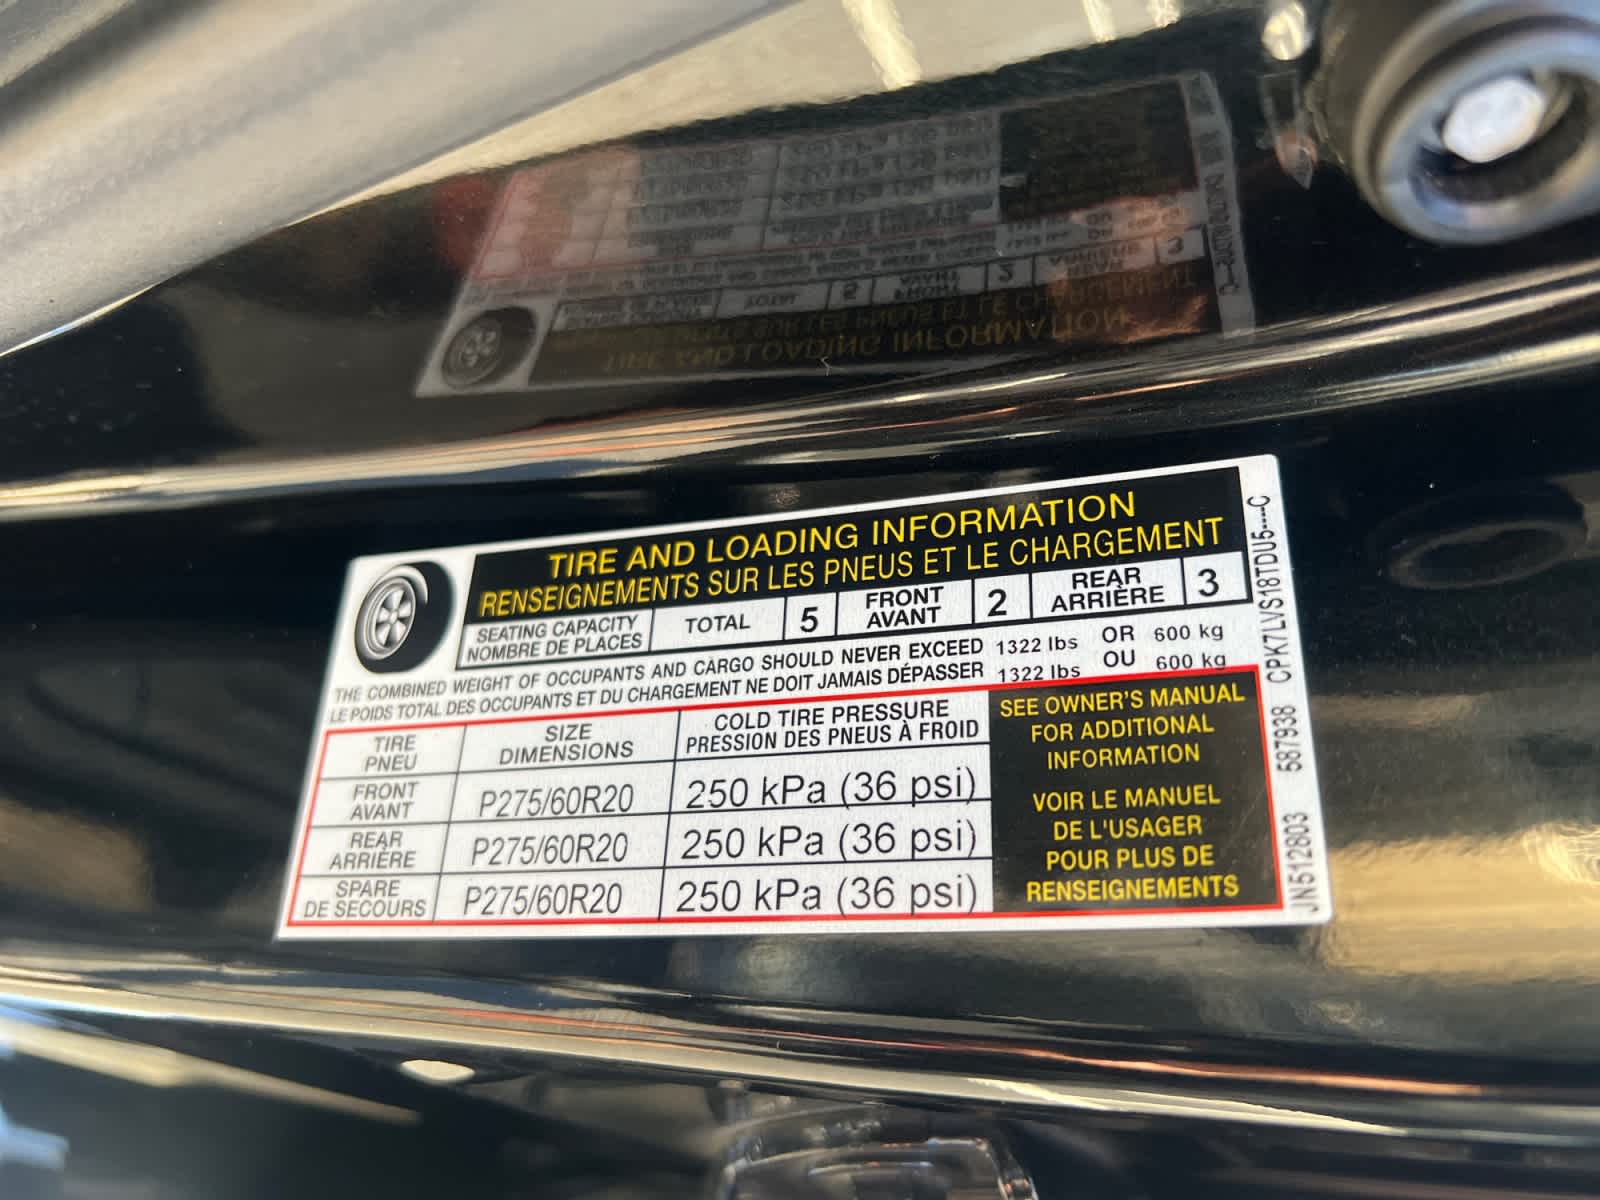 TIRE AND LOADING INFORMATION
RENSEIGNEMENTS SUR LES PNEUS ET LE CHARGEMENT
SEATING CAPACITY
NOMBRE DE PLACES
TOTAL
5
FRONT
AVANT
2
REAR
ARRIÈRE
3
THE COMBINED WEIGHT OF OCCUPANTS AND CARGO SHOULD NEVER EXCEED 1322 lbs OR 600 kg
LE POIDS TOTAL DES OCCUPANTS ET DU CHARGEMENT NE DOIT JAMAIS DÉPASSER 1322 lbs OU 600 kg
TIRE
PNEU
SIZE
DIMENSIONS
COLD TIRE PRESSURE
PRESSION DES PNEUS À FROID
FRONT
AVANT
P275/60R20
250 kPa (36 psi)
REAR
ARRIÈRE
P275/60R20
250 kPa (36 psi)
SPARE
DE SECOURS
P275/60R20
250 kPa (36 psi)
SEE OWNER'S MANUAL
FOR ADDITIONAL
INFORMATION
VOIR LE MANUEL
DE L'USAGER
POUR PLUS DE
RENSEIGNEMENTS
JN512803 587938 CPK7LVS18TDU5----C